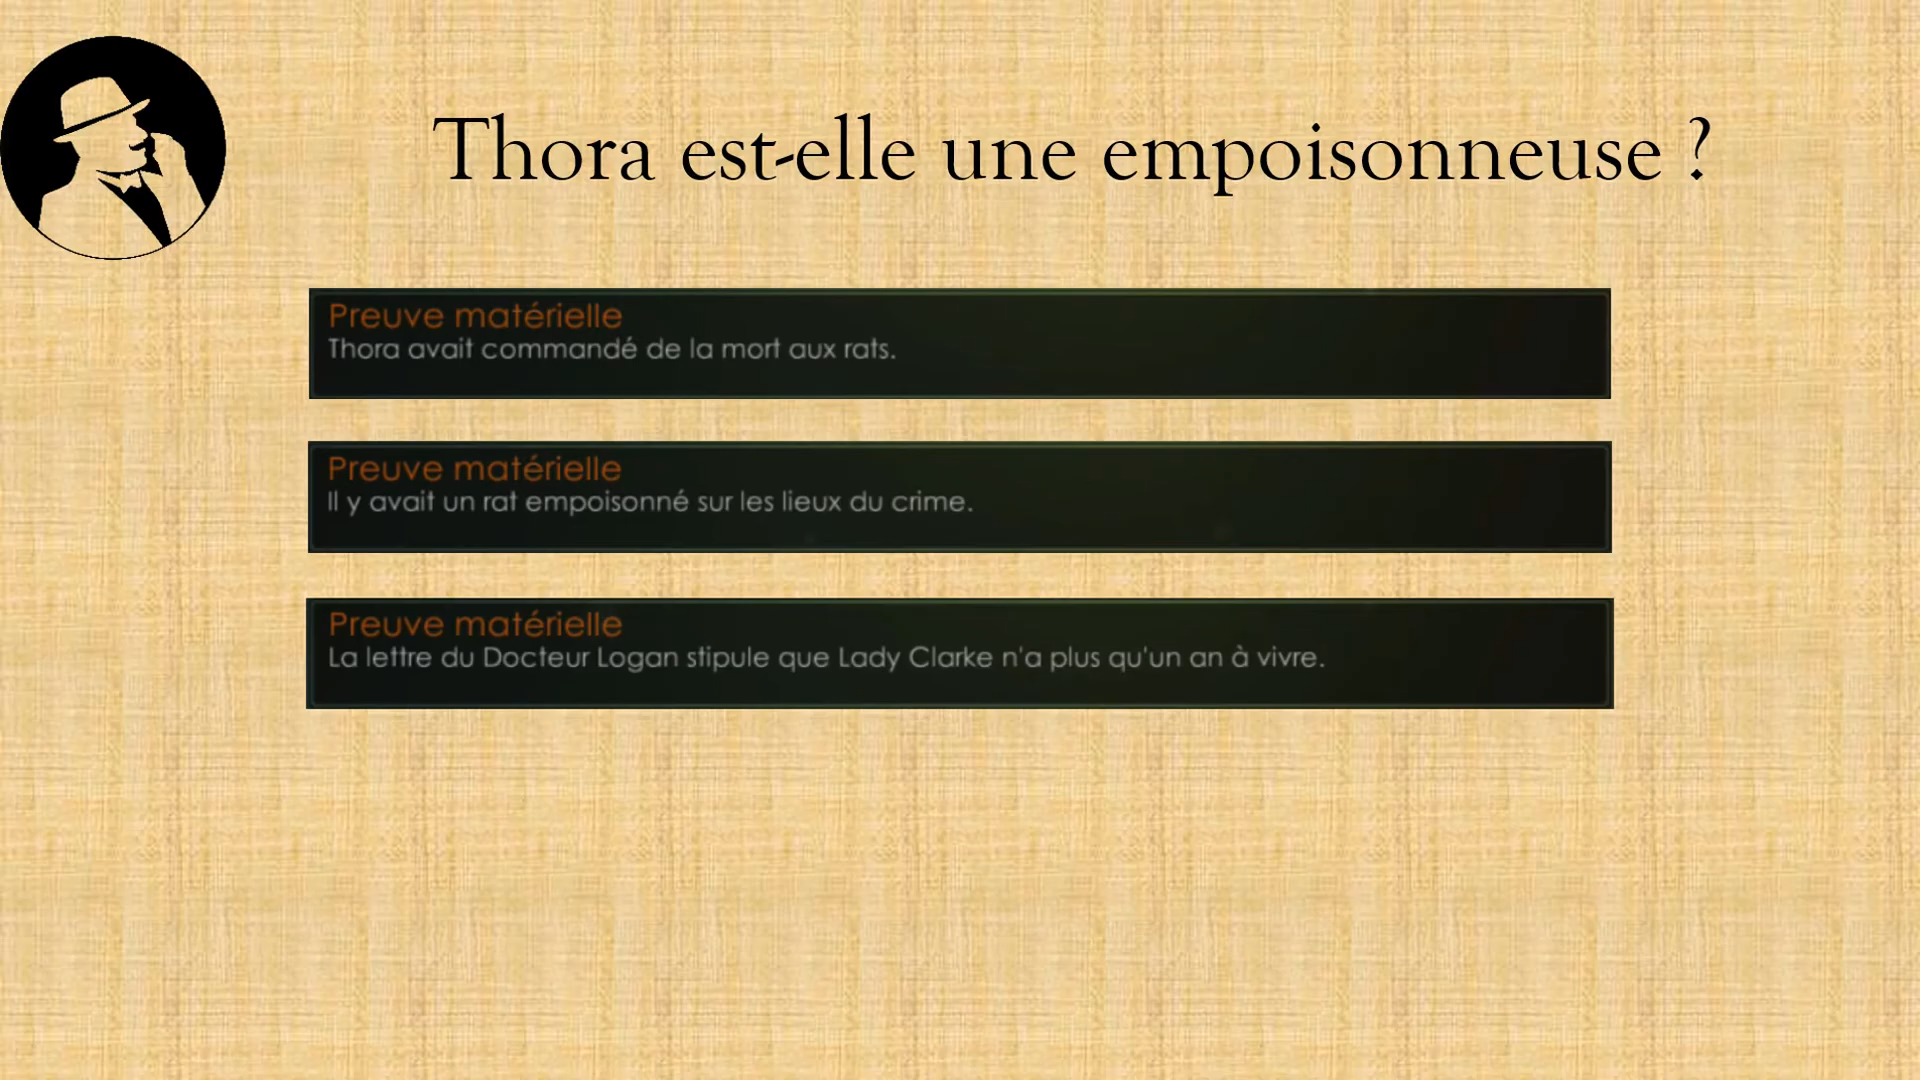 Thora est-elle une empoisonneuse ?
Preuve matérielle
Thora avait commandé de la mort aux rats.
Preuve matérielle
Il y avait un rat empoisonné sur les lieux du crime.
Preuve matérielle
La lettre du Docteur Logan stipule que Lady Clarke n'a plus qu'un an à vivre.